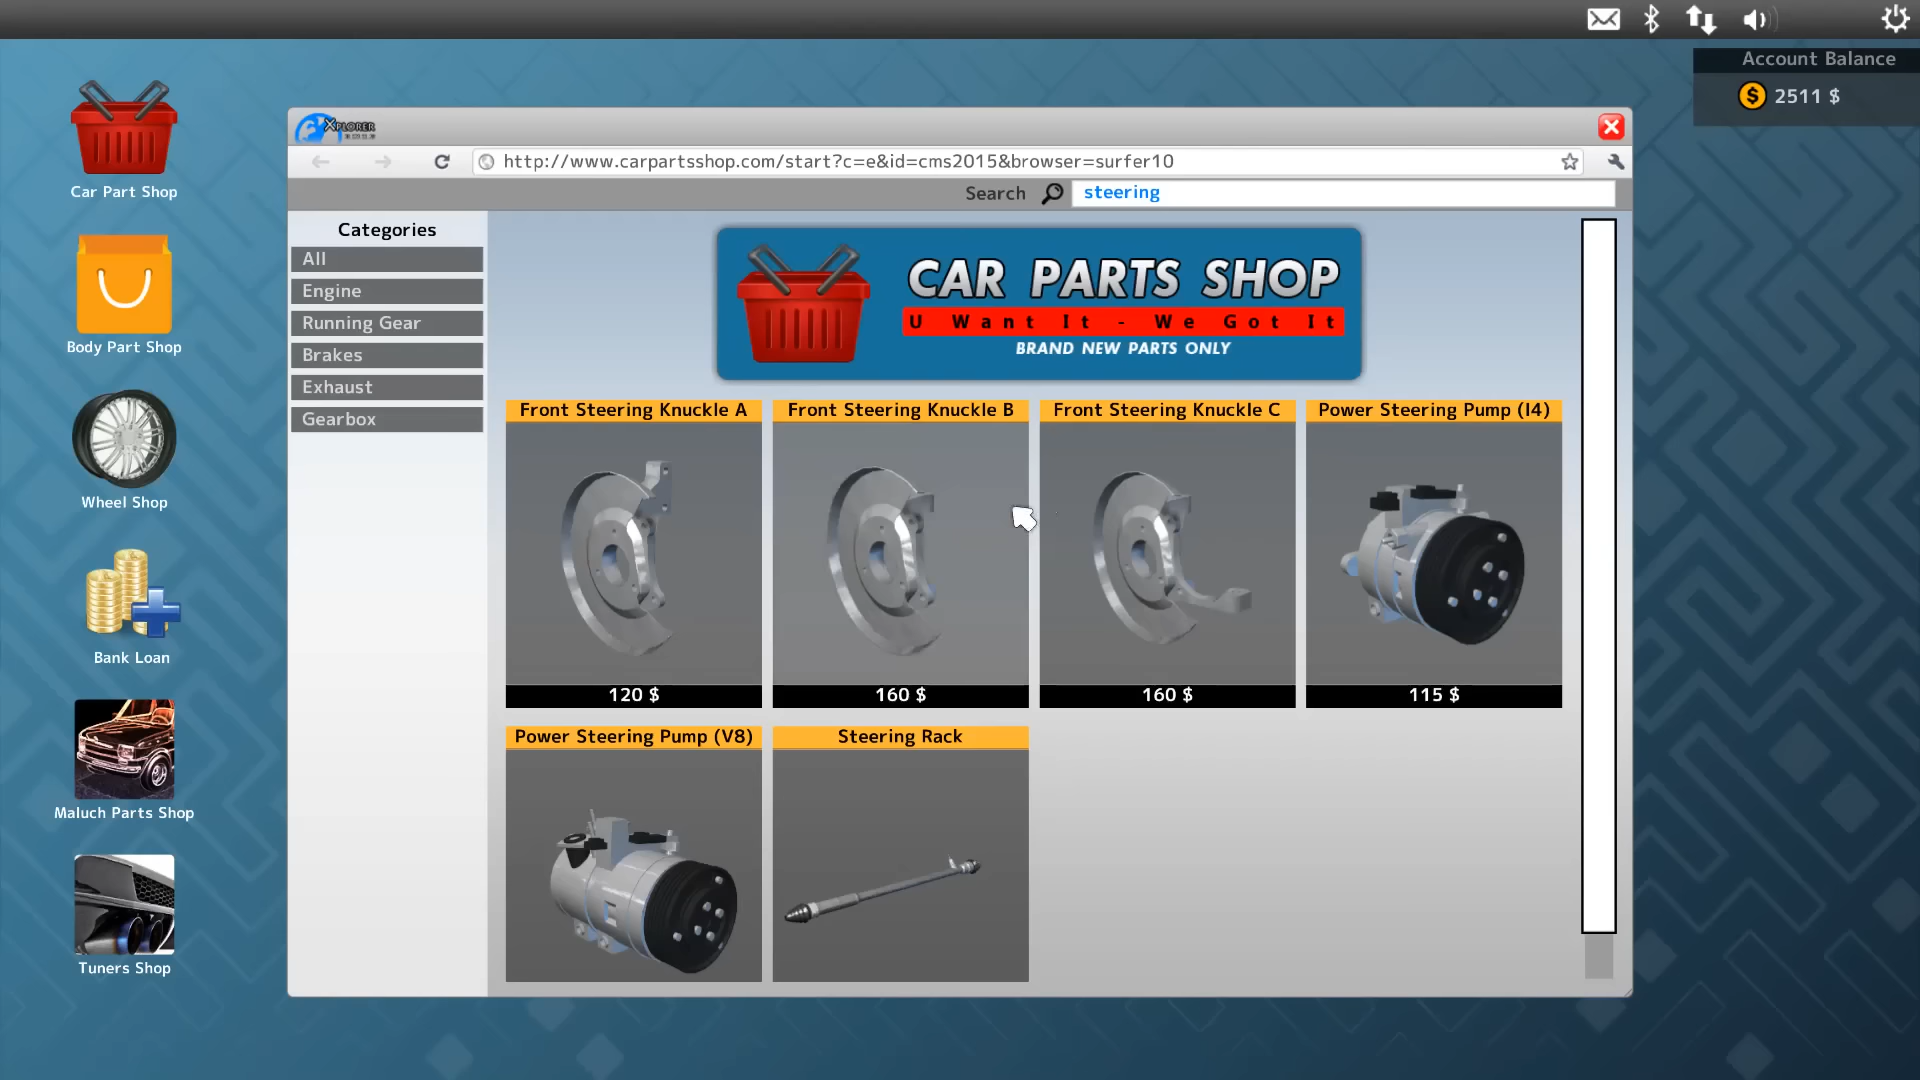 Account Balance
2511 $
Car Part Shop
Body Part Shop
Wheel Shop
Bank Loan
Maluch Parts Shop
Tuners Shop
XPLORER
http://www.carpartsshop.com/start?c=e&id=cms2015&browser=surfer10
Search steering
Categories
All
Engine
Running Gear
Brakes
Exhaust
Gearbox
CAR PARTS SHOP
U Want It - We Got It
BRAND NEW PARTS ONLY
Front Steering Knuckle A
120 $
Front Steering Knuckle B
160 $
Front Steering Knuckle C
160 $
Power Steering Pump (I4)
115 $
Power Steering Pump (V8)
Steering Rack